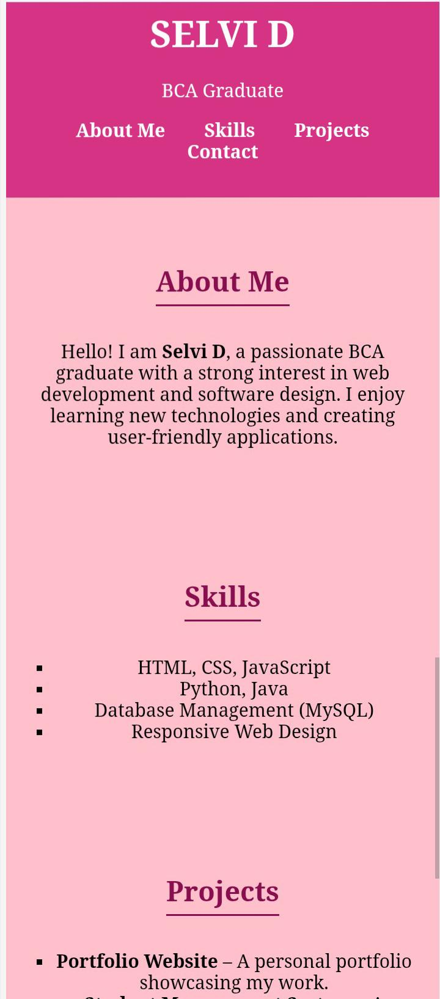 SELVI D
BCA Graduate
About Me Skills Projects
Contact
About Me
Hello! I am Selvi D, a passionate BCA
graduate with a strong interest in web
development and software design. I enjoy
learning new technologies and creating
user-friendly applications.
Skills
▪ HTML, CSS, JavaScript
▪ Python, Java
▪ Database Management (MySQL)
▪ Responsive Web Design
Projects
▪ Portfolio Website – A personal portfolio
showcasing my work.